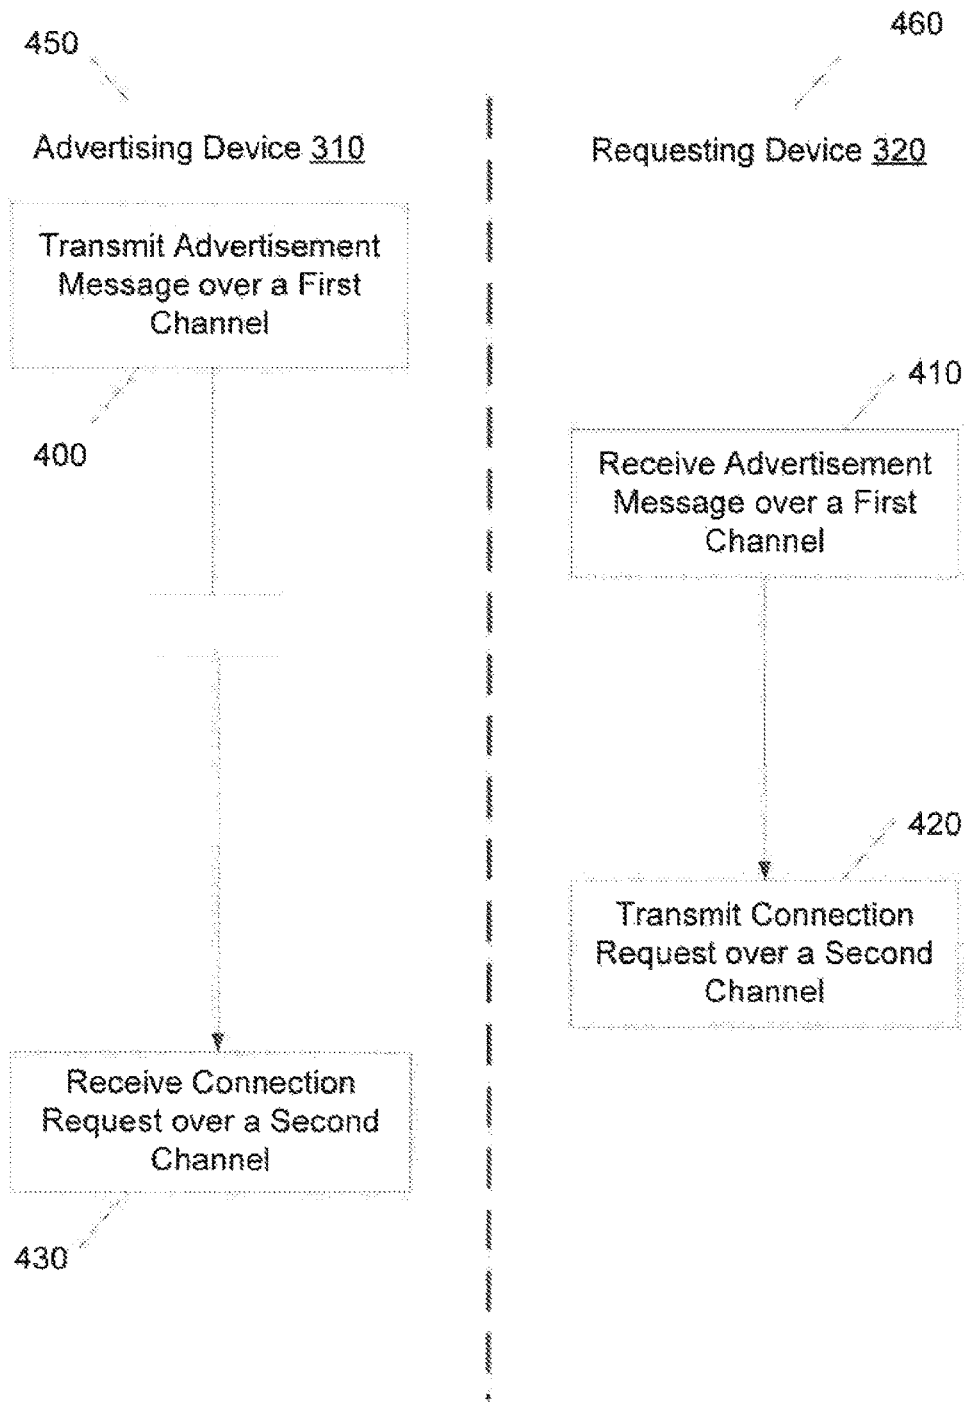 450
460
Advertising Device 310
Requesting Device 320
Transmit Advertisement
Message over a First
Channel
400
410
Receive Advertisement
Message over a First
Channel
420
Transmit Connection
Request over a Second
Channel
Receive Connection
Request over a Second
Channel
430